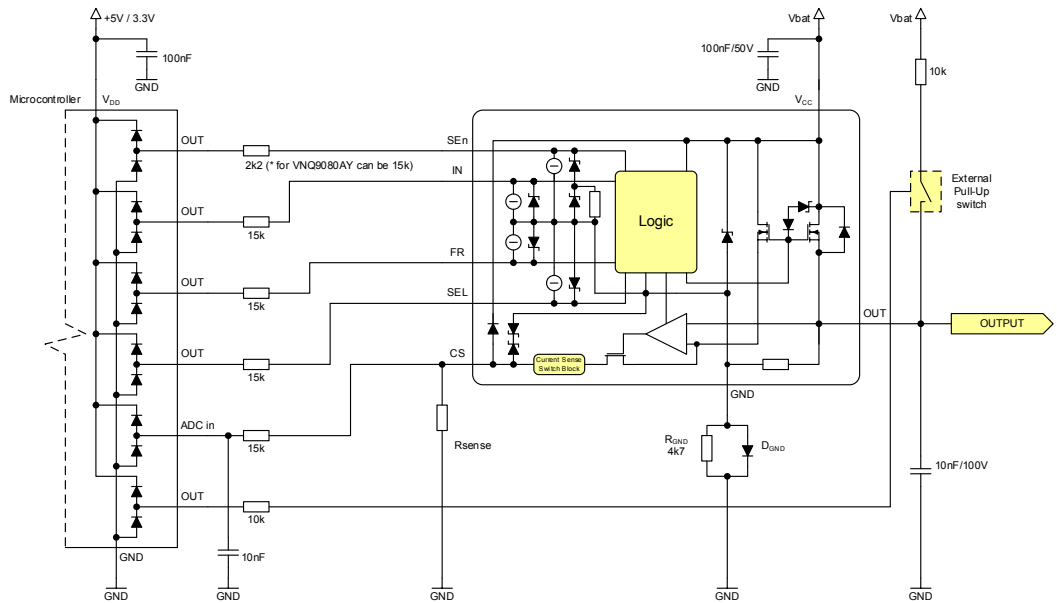 +5V / 3.3V
Vbat
Vbat
100nF
100nF/50V
10k
GND
GND
Microcontroller
VDD
VCC
OUT
SEn
2k2 (* for VNQ9080AY can be 15k)
IN
External
Pull-Up
switch
OUT
15k
Logic
FR
OUT
15k
SEL
OUT
OUTPUT
OUT
15k
CS
Current Sense
Switch Block
GND
ADC in
15k
Rsense
RGND
4k7
DGND
10nF/100V
OUT
10k
GND
10nF
GND
GND
GND
GND
GND